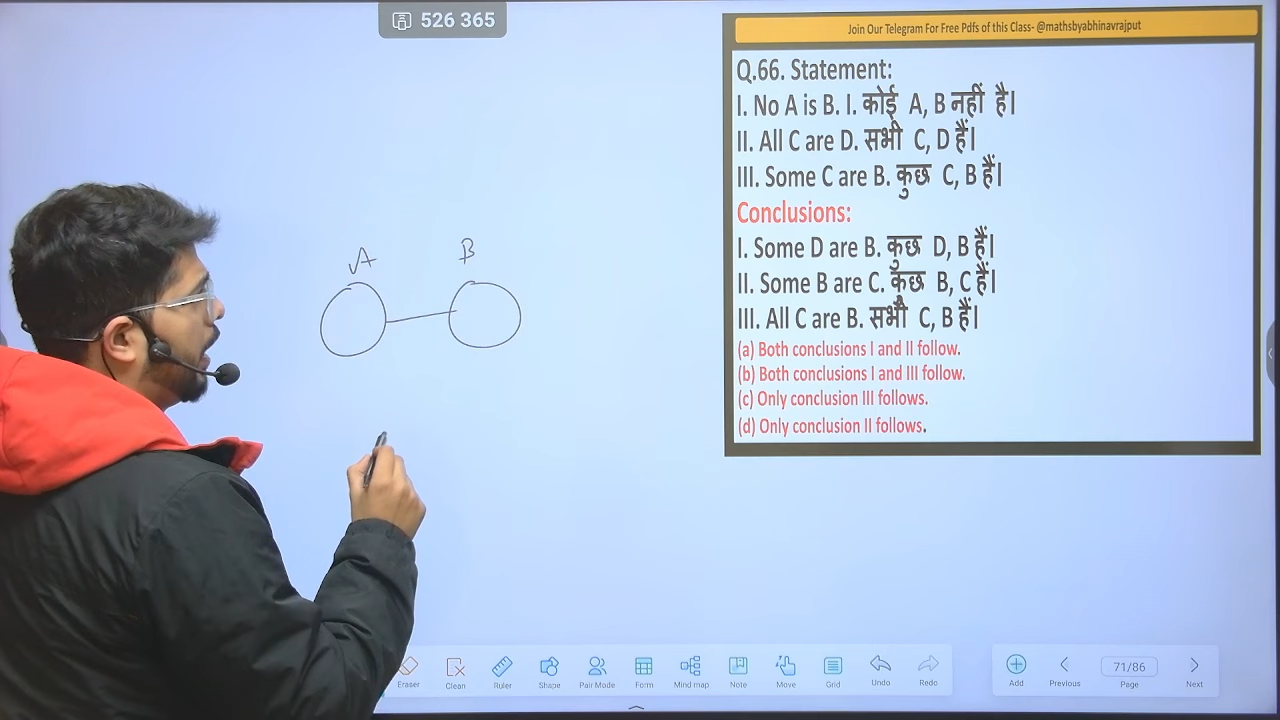 526 365
Join Our Telegram For Free Pdfs of this Class- @mathsbyabhinavrajput
Q.66. Statement:
I. No A is B. I. कोई A, B नहीं है।
II. All C are D. सभी C, D हैं।
III. Some C are B. कुछ C, B हैं।
Conclusions:
I. Some D are B. कुछ D, B हैं।
II. Some B are C. कुछ B, C हैं।
III. All C are B. सभी C, B हैं।
(a) Both conclusions I and II follow.
(b) Both conclusions I and III follow.
(c) Only conclusion III follows.
(d) Only conclusion II follows.
A B
Eraser Clean Ruler Shape Pair Mode Form Mind map Note Move Grid Undo Redo
Add Previous 71/86 Page Next